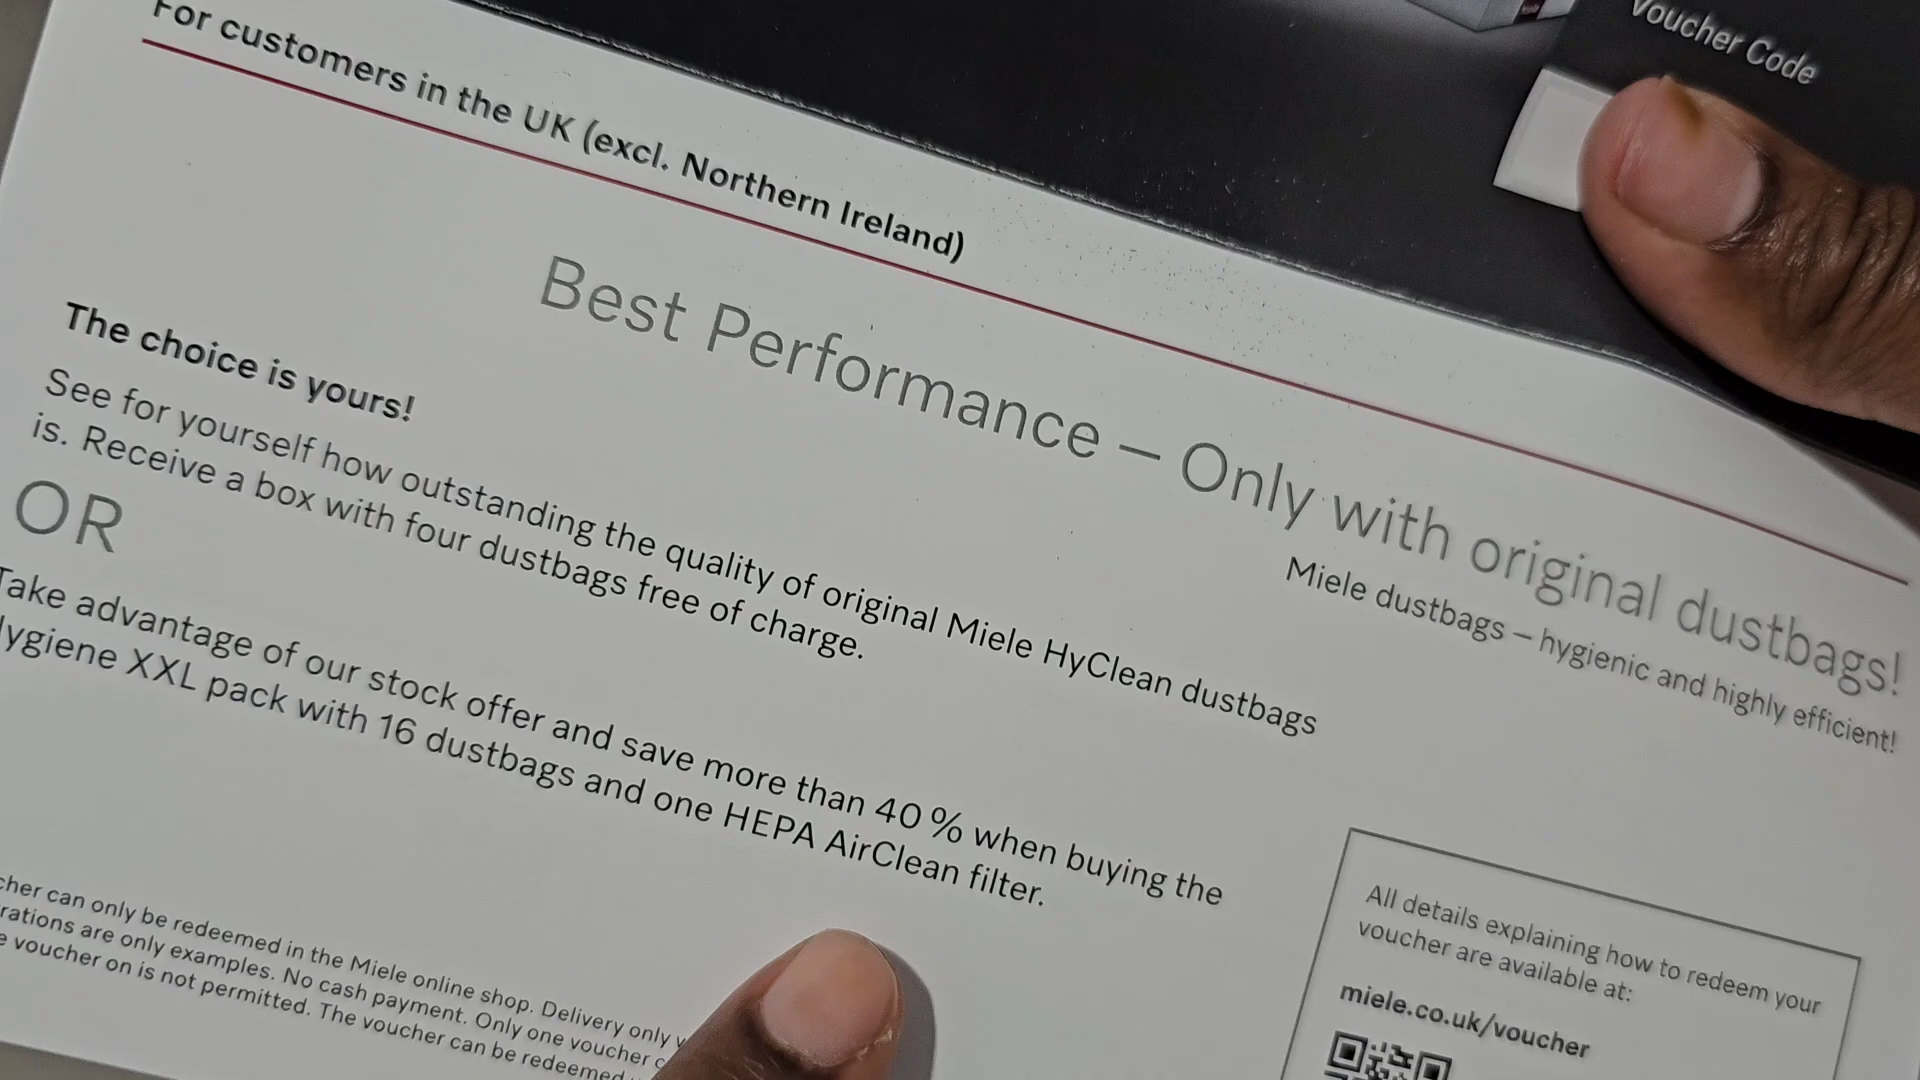 Voucher Code
For customers in the UK (excl. Northern Ireland)
Best Performance – Only with original dustbags!
Miele dustbags – hygienic and highly efficient!
The choice is yours!
See for yourself how outstanding the quality of original Miele HyClean dustbags
is. Receive a box with four dustbags free of charge.
OR
Take advantage of our stock offer and save more than 40 % when buying the
Hygiene XXL pack with 16 dustbags and one HEPA AirClean filter.
can only be redeemed in the Miele online shop. Delivery only
are only examples. No cash payment. Only one voucher
voucher on is not permitted. The voucher can be redeemed
All details explaining how to redeem your
voucher are available at:
miele.co.uk/voucher